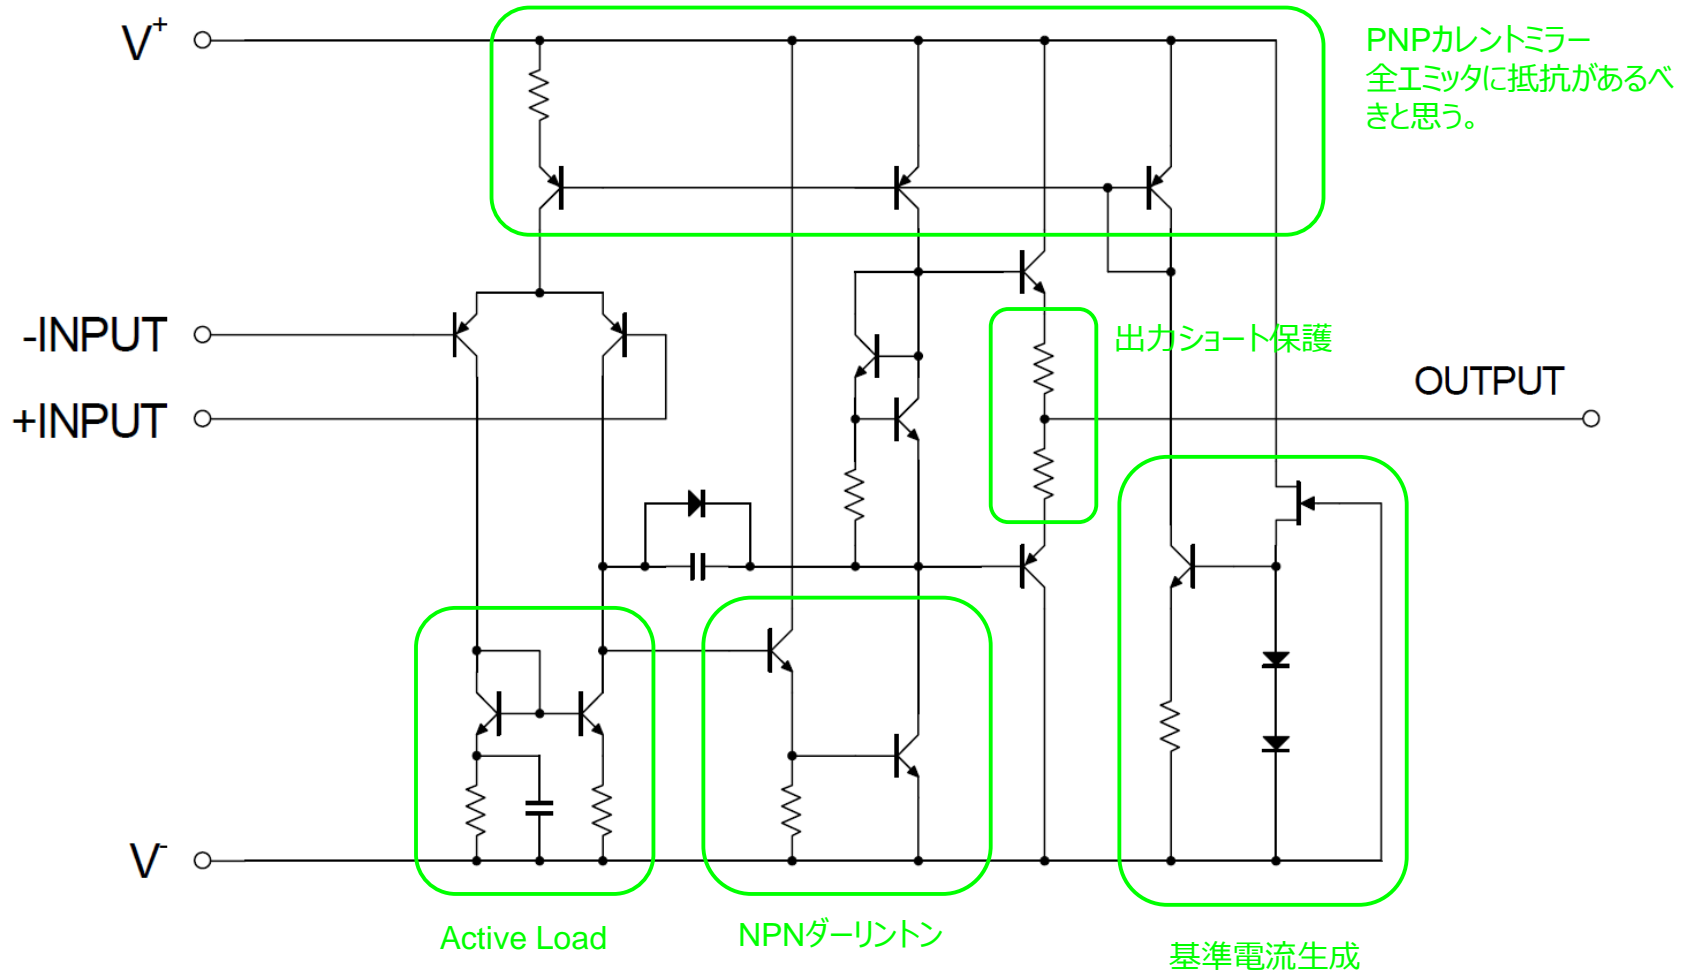 V+
PNPカレントミラー
全エミッタに抵抗があるべ
きと思う。
-INPUT
出力ショート保護
OUTPUT
+INPUT
V-
Active Load
NPNダーリントン
基準電流生成